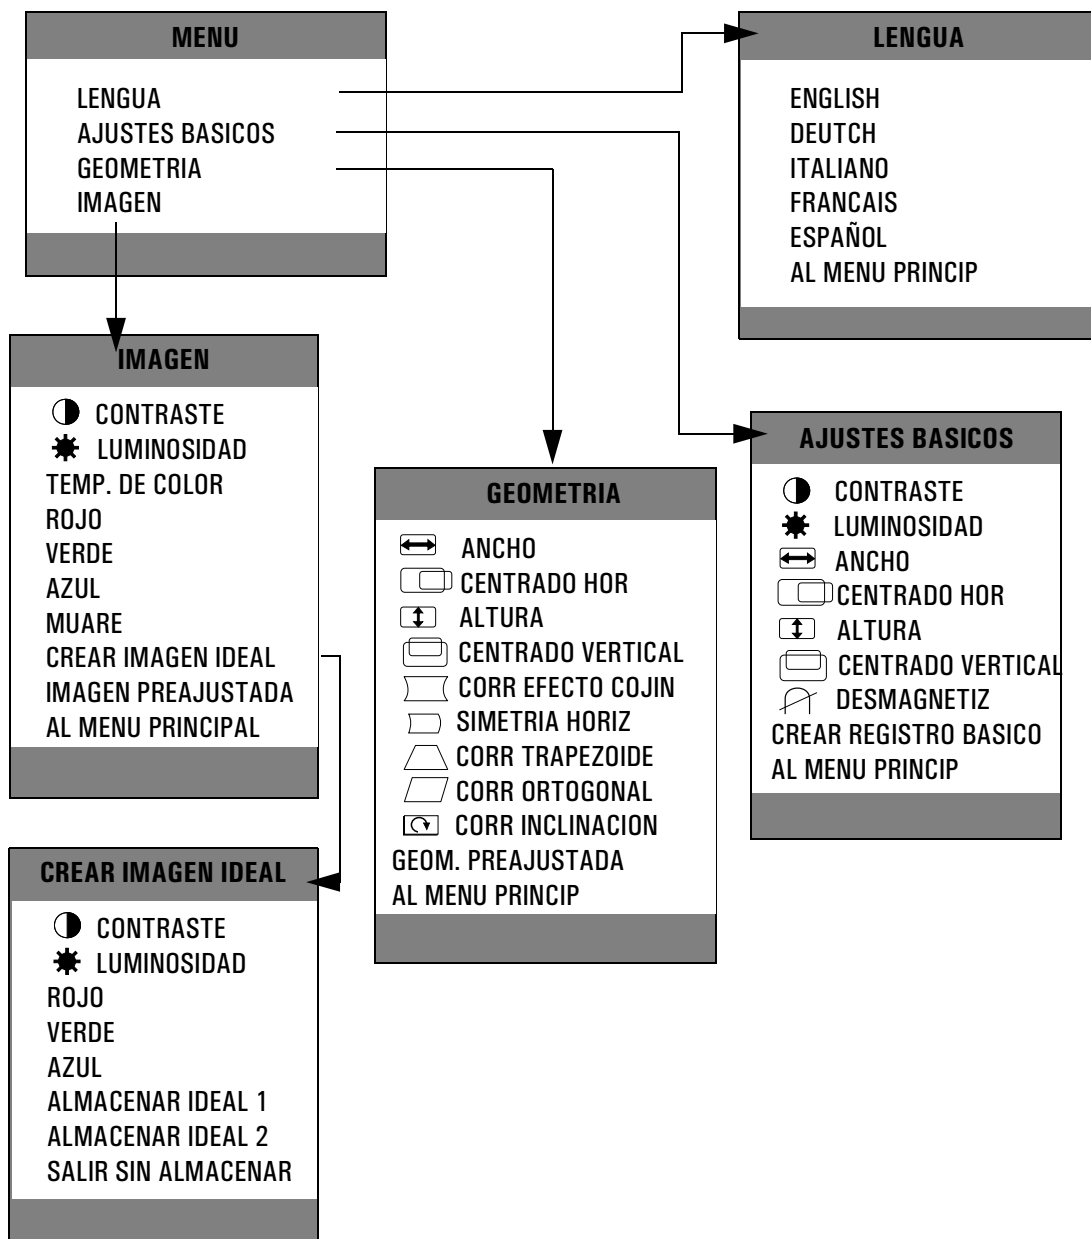 MENU
LENGUA
AJUSTES BASICOS
GEOMETRIA
IMAGEN
LENGUA
ENGLISH
DEUTCH
ITALIANO
FRANCAIS
ESPAÑOL
AL MENU PRINCIP
IMAGEN
CONTRASTE
LUMINOSIDAD
TEMP. DE COLOR
ROJO
VERDE
AZUL
MUARE
CREAR IMAGEN IDEAL
IMAGEN PREAJUSTADA
AL MENU PRINCIPAL
GEOMETRIA
ANCHO
CENTRADO HOR
ALTURA
CENTRADO VERTICAL
CORR EFECTO COJIN
SIMETRIA HORIZ
CORR TRAPEZOIDE
CORR ORTOGONAL
CORR INCLINACION
GEOM. PREAJUSTADA
AL MENU PRINCIP
AJUSTES BASICOS
CONTRASTE
LUMINOSIDAD
ANCHO
CENTRADO HOR
ALTURA
CENTRADO VERTICAL
DESMAGNETIZ
CREAR REGISTRO BASICO
AL MENU PRINCIP
CREAR IMAGEN IDEAL
CONTRASTE
LUMINOSIDAD
ROJO
VERDE
AZUL
ALMACENAR IDEAL 1
ALMACENAR IDEAL 2
SALIR SIN ALMACENAR